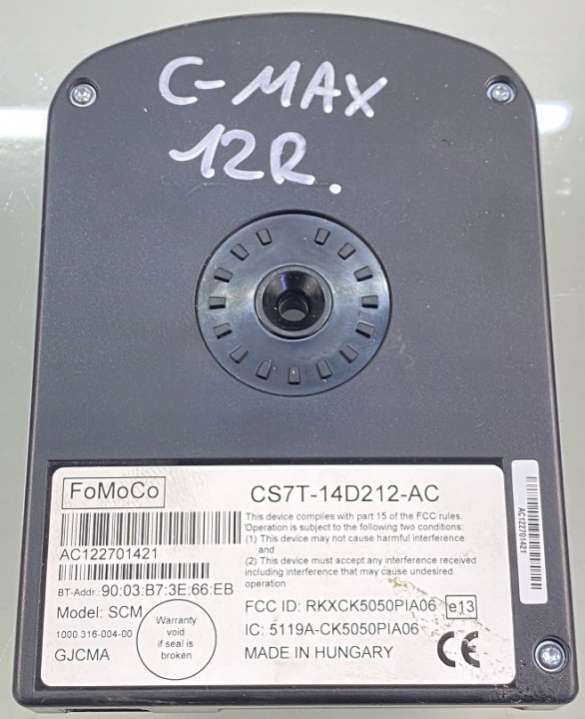 C-MAX
12R.
FoMoCo
CS7T-14D212-AC
This device complies with part 15 of the FCC rules.
Operation is subject to the following two conditions:
(1) This device may not cause harmful interference
and
(2) This device must accept any interference received
including interference that may cause undesired
operation
AC122701421
BT-Addr: 90:03:B7:3E:66:EB
Model: SCM
1000 316-004-00
GJCMA
Warranty
void
if seal is
broken
FCC ID: RKXCK5050PIA06
e13
IC: 5119A-CK5050PIA06
MADE IN HUNGARY
CE
AC122701421